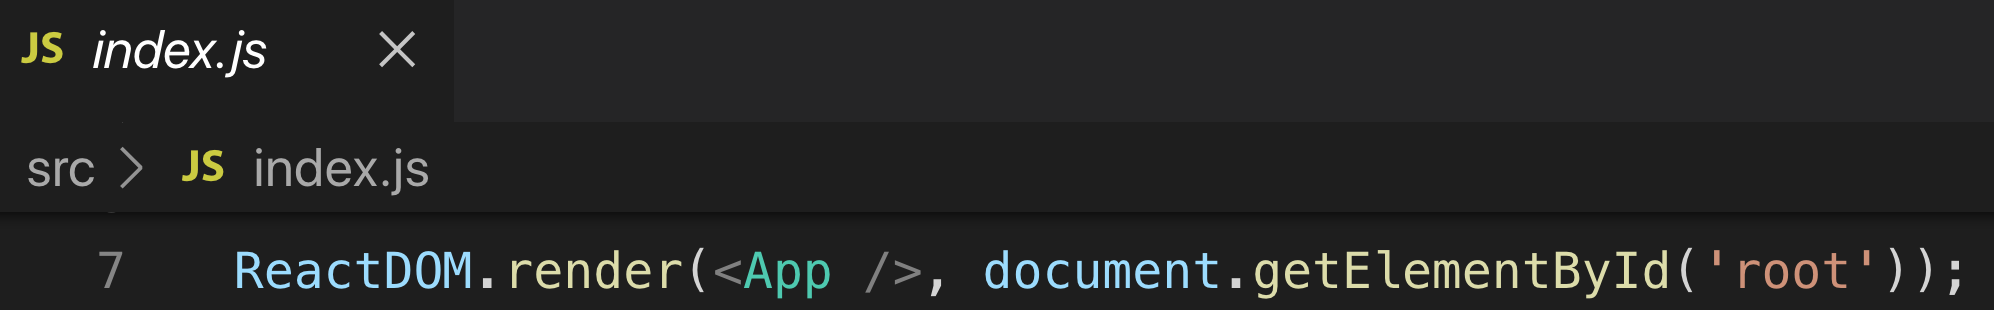 JS index.js ×
src > JS index.js
7 ReactDOM.render(<App />, document.getElementById('root'));